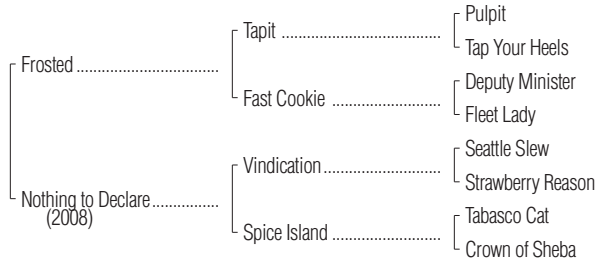 Pulpit
Tapit ................................................
Tap Your Heels
Frosted ...........................................
Deputy Minister
Fast Cookie .................................
Fleet Lady
Seattle Slew
Vindication...................................
Strawberry Reason
Nothing to Declare....................
(2008)
Tabasco Cat
Spice Island .................................
Crown of Sheba